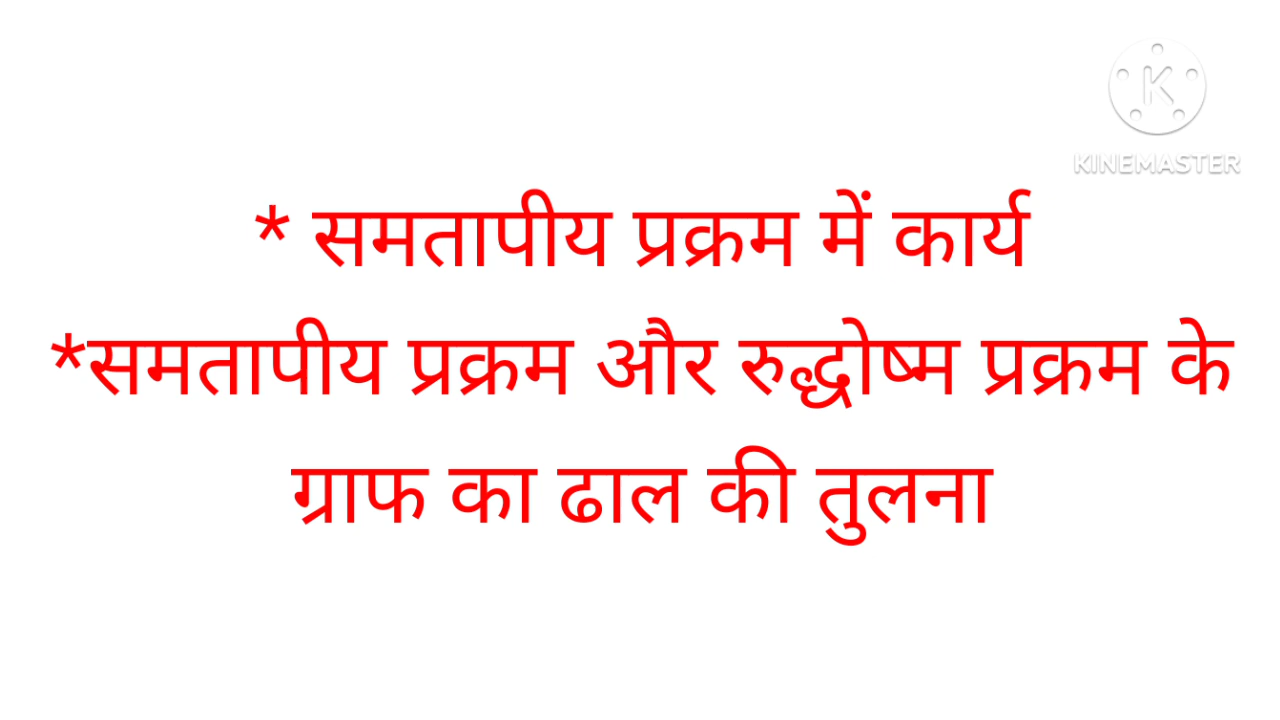 KINEMASTER
* समतापीय प्रक्रम में कार्य
*समतापीय प्रक्रम और रुद्धोष्म प्रक्रम के
ग्राफ का ढाल की तुलना